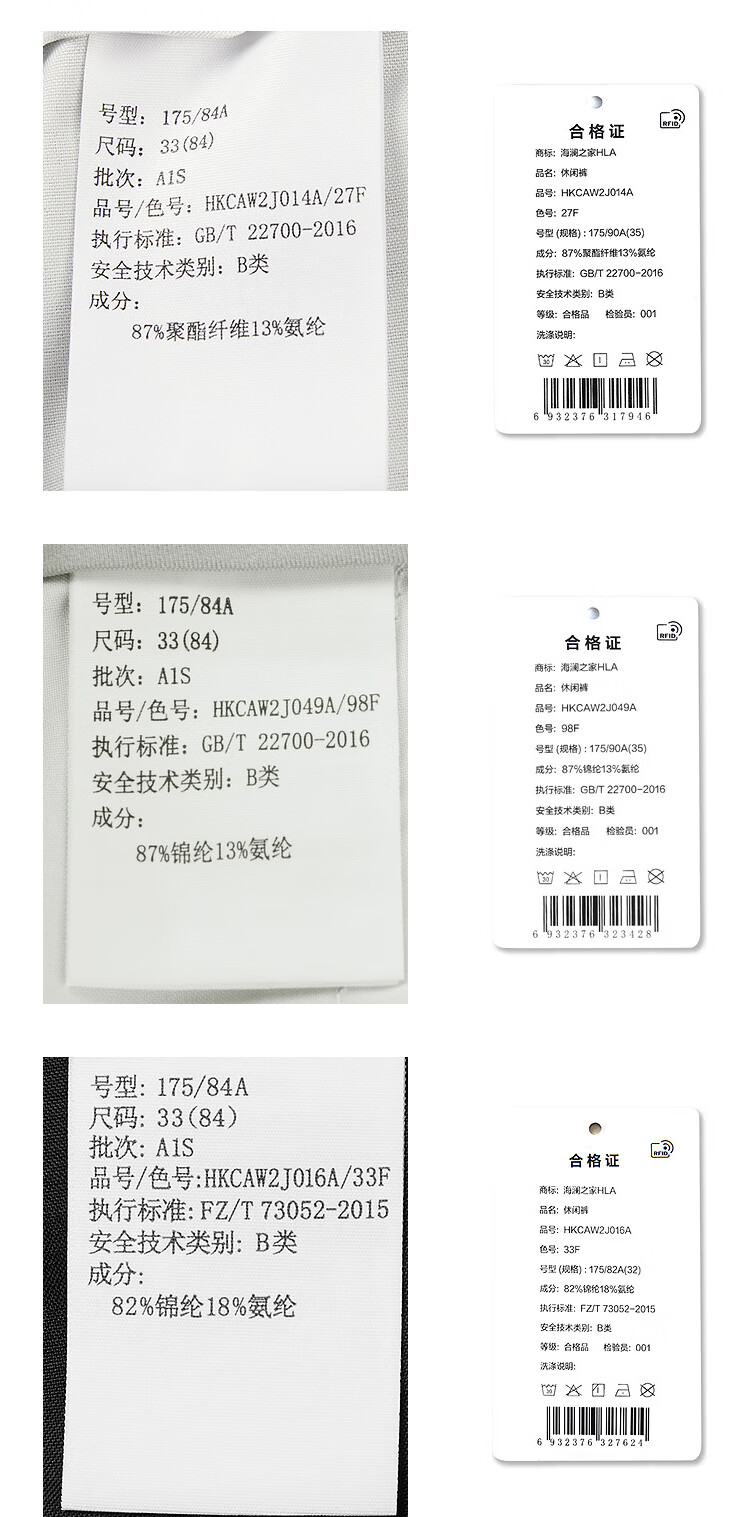 号型: 175/84A
尺码: 33(84)
批次: A1S
品号/色号: HKCAW2J014A/27F
执行标准: GB/T 22700-2016
安全技术类别: B类
成分:
87%聚酯纤维13%氨纶
RFID
合格证
商标: 海澜之家HLA
品名: 休闲裤
品号: HKCAW2J014A
色号: 27F
号型 (规格) : 175/90A(35)
成分: 87%聚酯纤维13%氨纶
执行标准: GB/T 22700-2016
安全技术类别: B类
等级: 合格品 检验员: 001
洗涤说明:
30
6 932376 317946
号型: 175/84A
尺码: 33(84)
批次: A1S
品号/色号: HKCAW2J049A/98F
执行标准: GB/T 22700-2016
安全技术类别: B类
成分:
87%锦纶13%氨纶
RFID
合格证
商标: 海澜之家HLA
品名: 休闲裤
品号: HKCAW2J049A
色号: 98F
号型 (规格) : 175/90A(35)
成分: 87%锦纶13%氨纶
执行标准: GB/T 22700-2016
安全技术类别: B类
等级: 合格品 检验员: 001
洗涤说明:
30
6 932376 323428
号型: 175/84A
尺码: 33(84)
批次: A1S
品号/色号:HKCAW2J016A/33F
执行标准: FZ/T 73052-2015
安全技术类别: B类
成分:
82%锦纶18%氨纶
RFID
合格证
商标: 海澜之家HLA
品名: 休闲裤
品号: HKCAW2J016A
色号: 33F
号型 (规格) : 175/82A(32)
成分: 82%锦纶18%氨纶
执行标准: FZ/T 73052-2015
安全技术类别: B类
等级: 合格品 检验员: 001
洗涤说明:
30
6 932376 327624